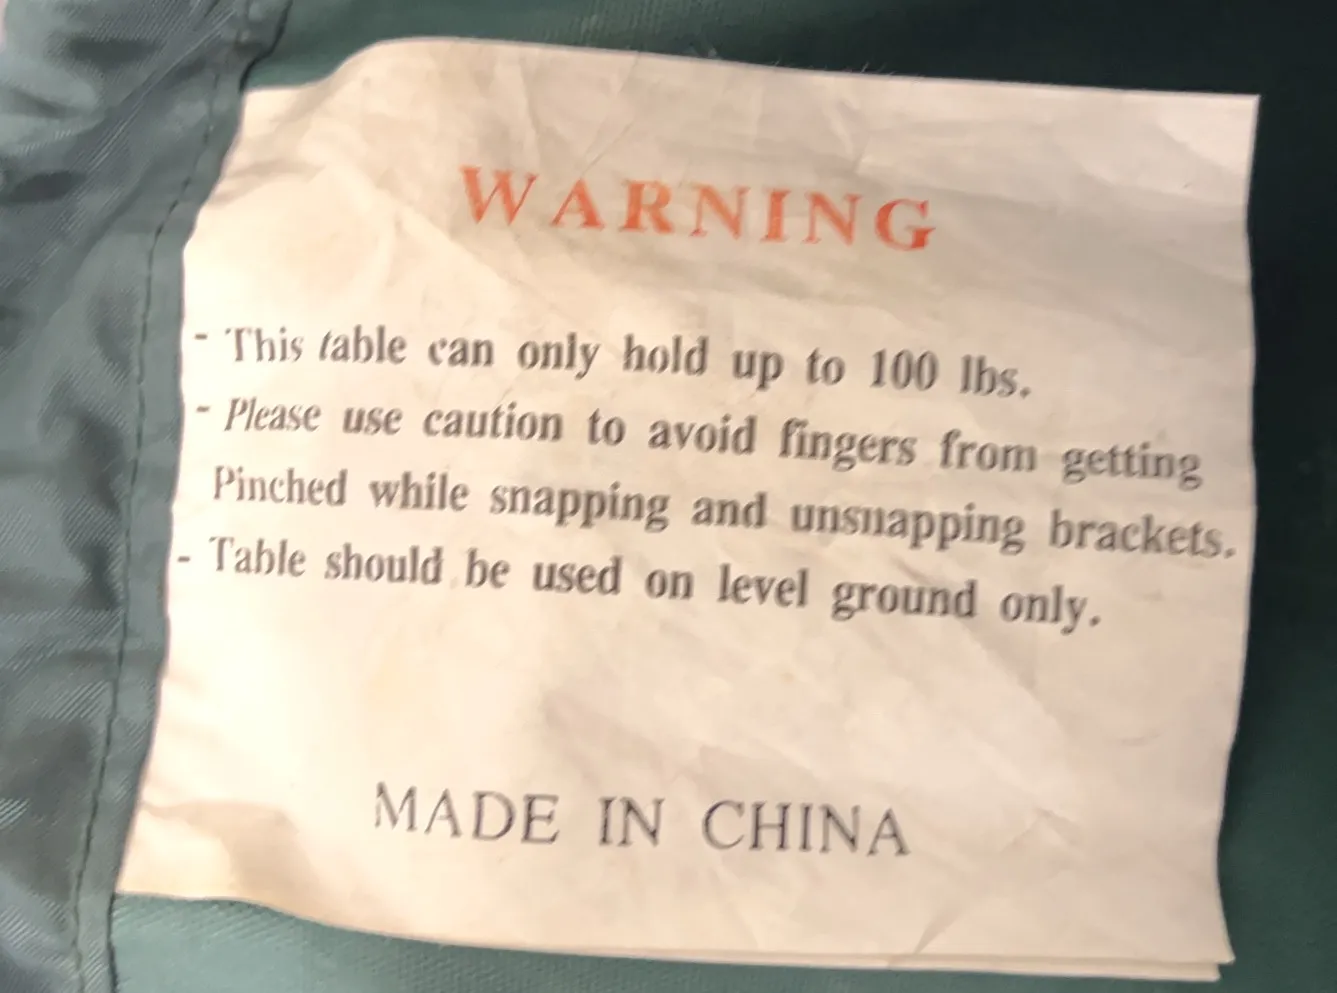 WARNING
- This table can only hold up to 100 lbs.
- Please use caution to avoid fingers from getting
Pinched while snapping and unsnapping brackets.
- Table should be used on level ground only.
MADE IN CHINA